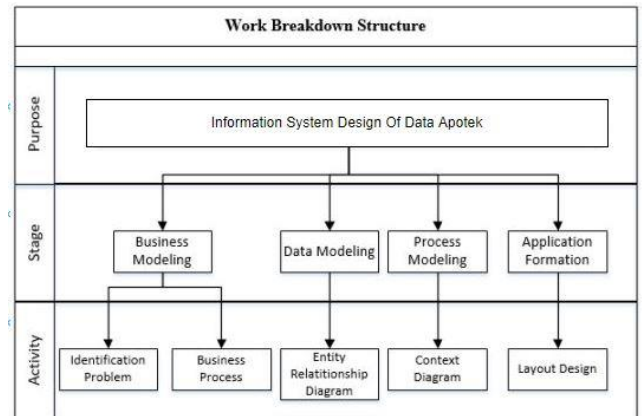 Work Breakdown Structure
Purpose
Information System Design Of Data Apotek
Stage
Business
Modeling
Data Modeling
Process
Modeling
Application
Formation
Activity
Identification
Problem
Business
Process
Entity
Relatitionship
Diagram
Context
Diagram
Layout Design